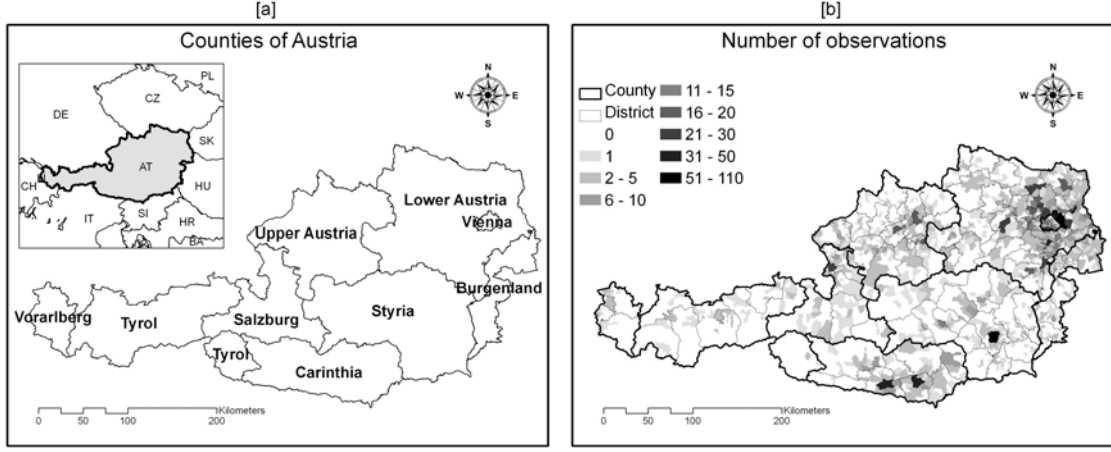 [a]
Counties of Austria
PL
CZ
DE
SK
AT
CH
HU
IT
SI
HR
BA
N
W E
S
Lower Austria
Vienna
Upper Austria
Burgenland
Vorarlberg
Tyrol
Salzburg
Styria
Tyrol
Carinthia
Kilometers
0 50 100 200
[b]
Number of observations
N
W E
S
County
District
0
1
2 - 5
6 - 10
11 - 15
16 - 20
21 - 30
31 - 50
51 - 110
Kilometers
0 50 100 200